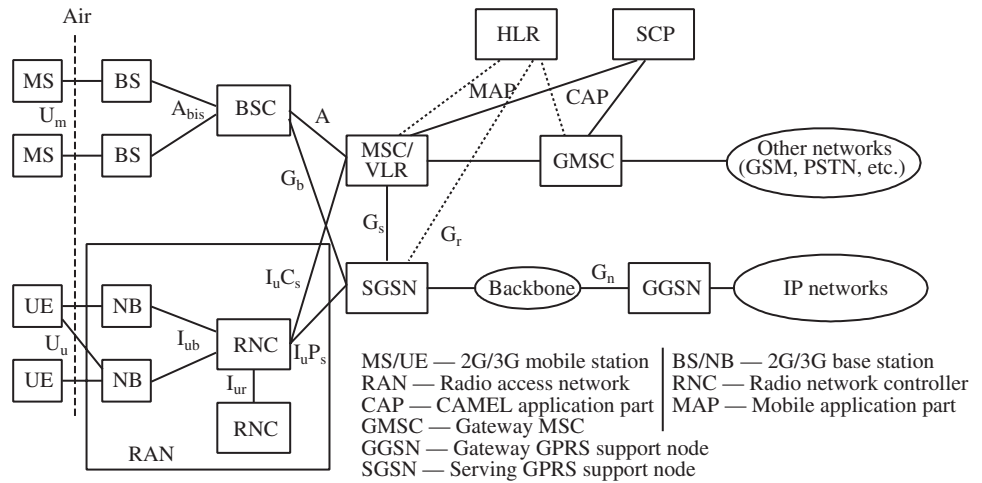 Air
HLR
SCP
MS
BS
MAP
CAP
U_m
A_bis
BSC
A
MS
BS
MSC/
VLR
GMSC
Other networks
(GSM, PSTN, etc.)
G_b
G_s
G_r
I_uC_s
UE
NB
SGSN
Backbone
G_n
GGSN
IP networks
U_u
I_ub
RNC
I_uP_s
UE
NB
I_ur
RNC
RAN
MS/UE — 2G/3G mobile station
RAN — Radio access network
CAP — CAMEL application part
GMSC — Gateway MSC
GGSN — Gateway GPRS support node
SGSN — Serving GPRS support node
BS/NB — 2G/3G base station
RNC — Radio network controller
MAP — Mobile application part